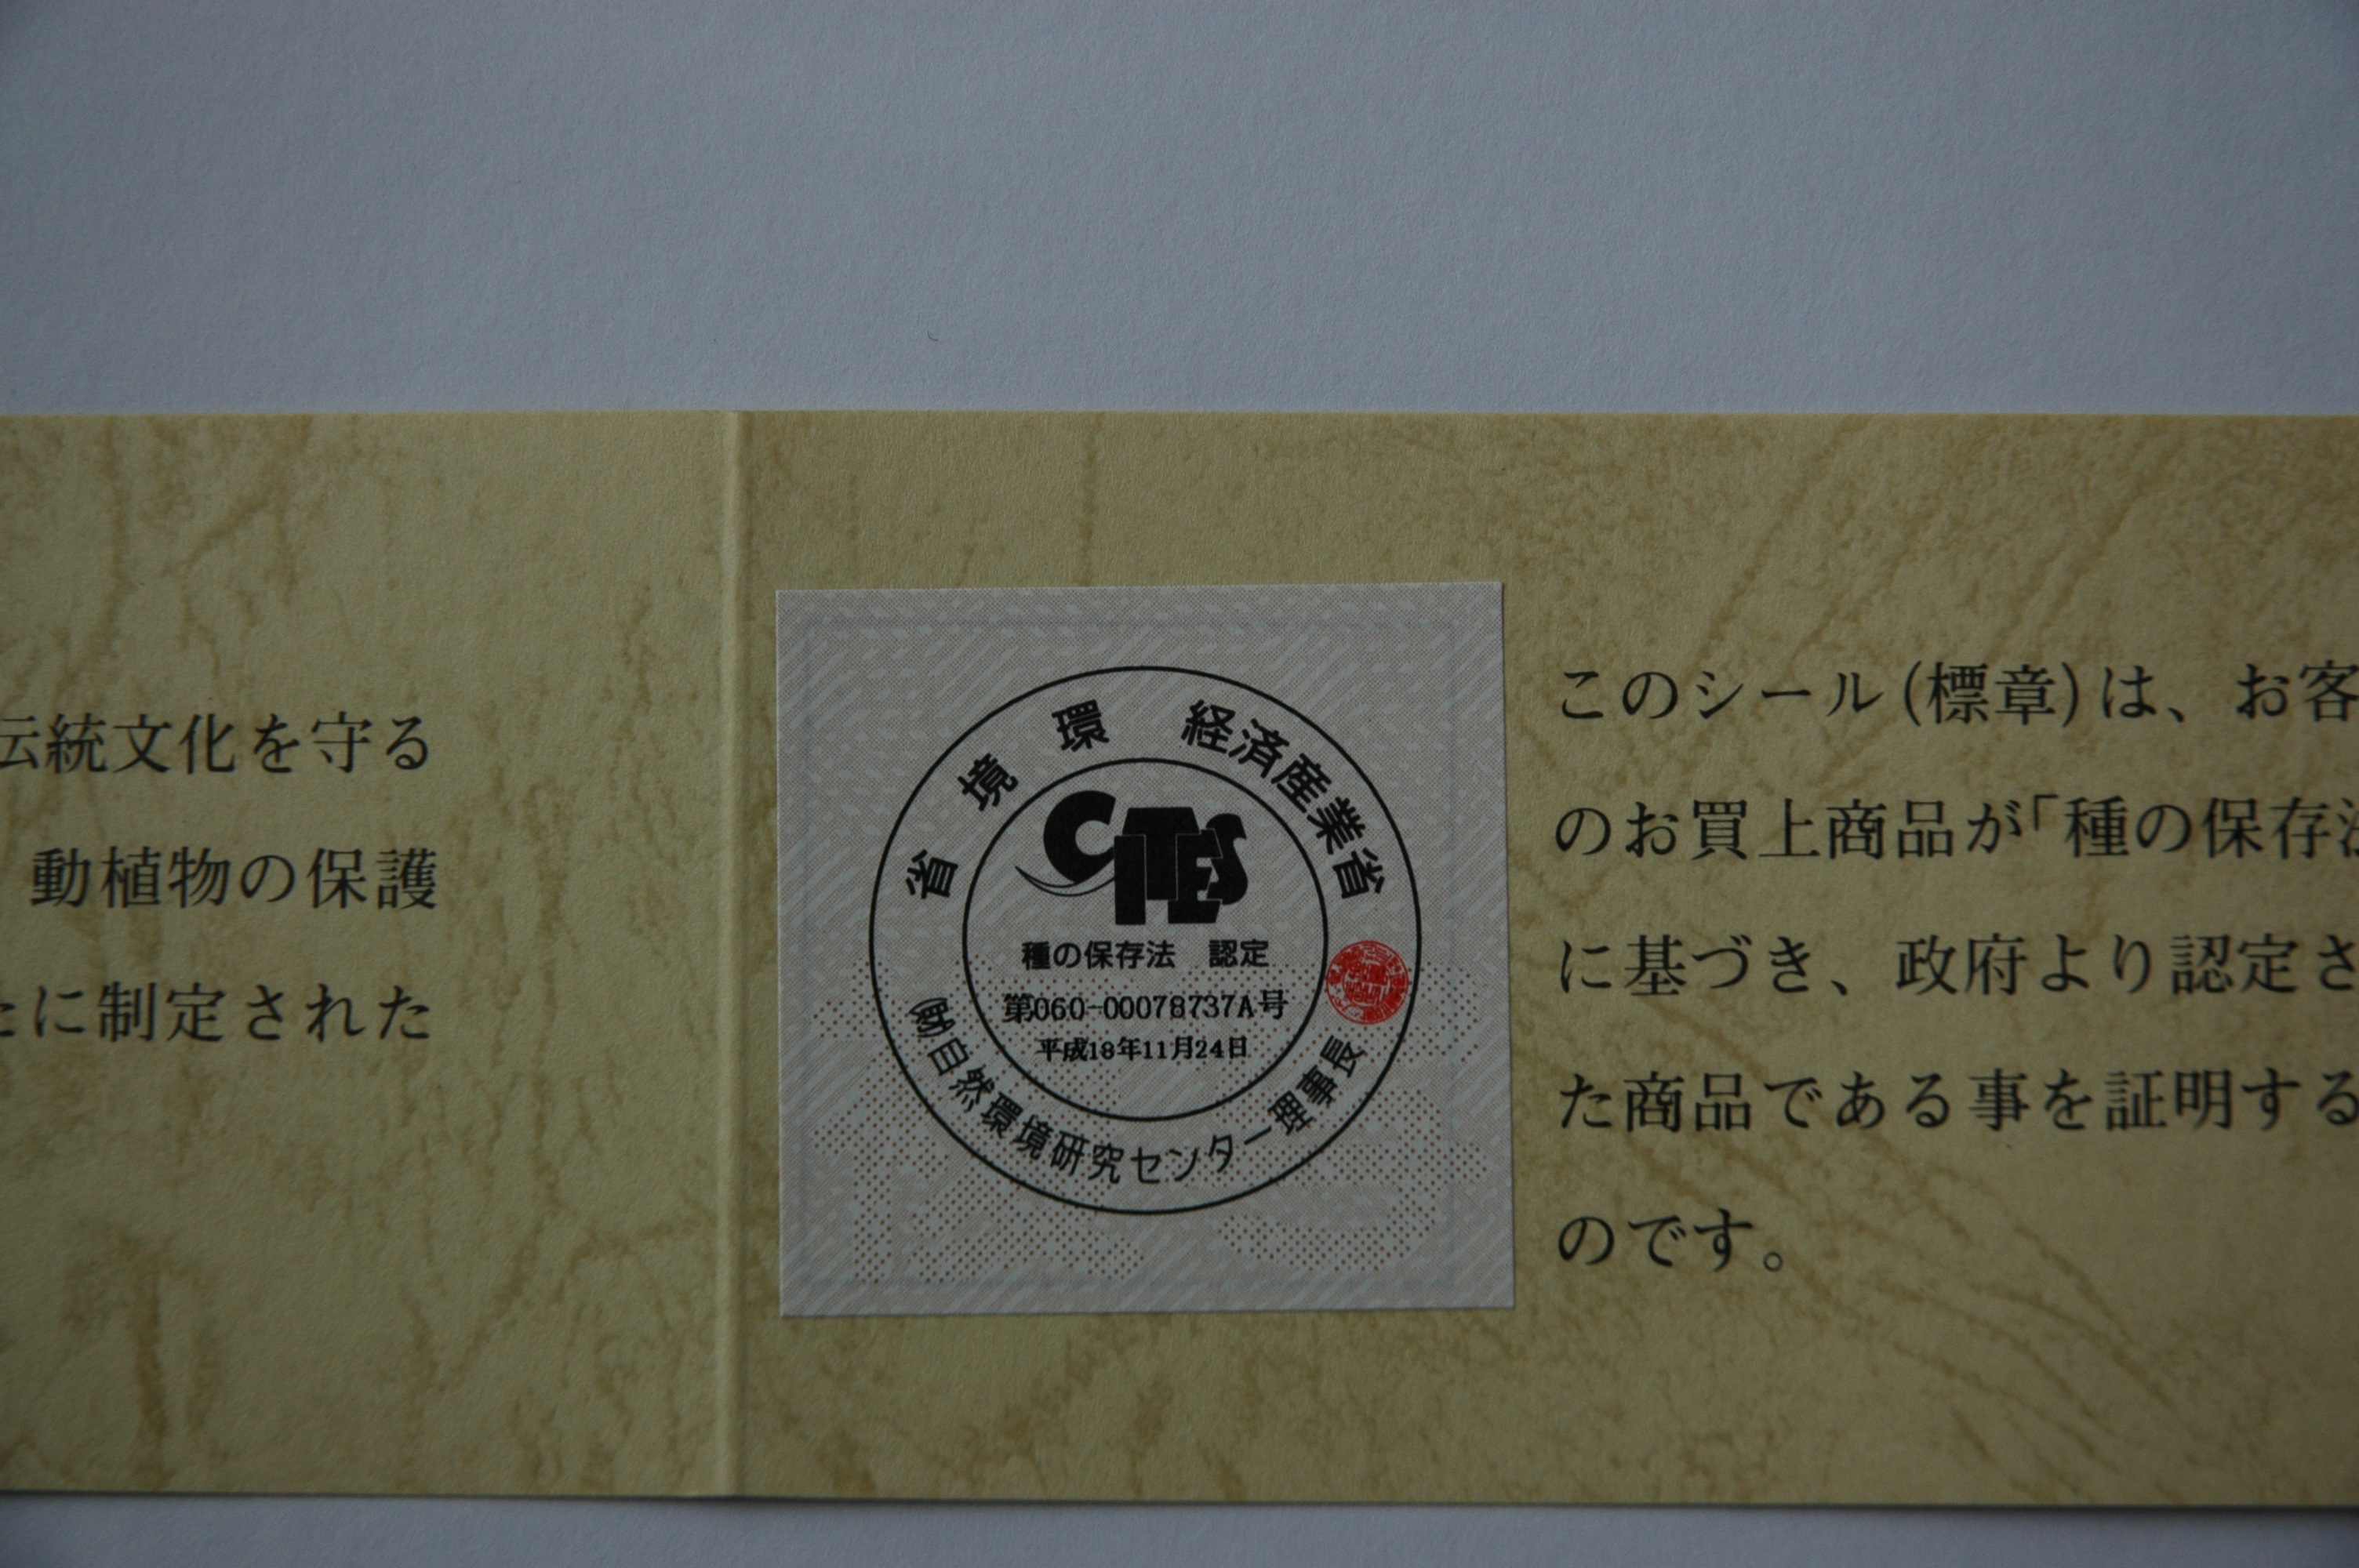 伝統文化を守る
動植物の保護
たに制定された
環境省 経済産業省
CITES
種の保存法 認定
第060-00078737A号
平成18年11月24日
㈶自然環境研究センター理事長
このシール(標章)は、お客
のお買上商品が「種の保存法
に基づき、政府より認定さ
た商品である事を証明する
のです。